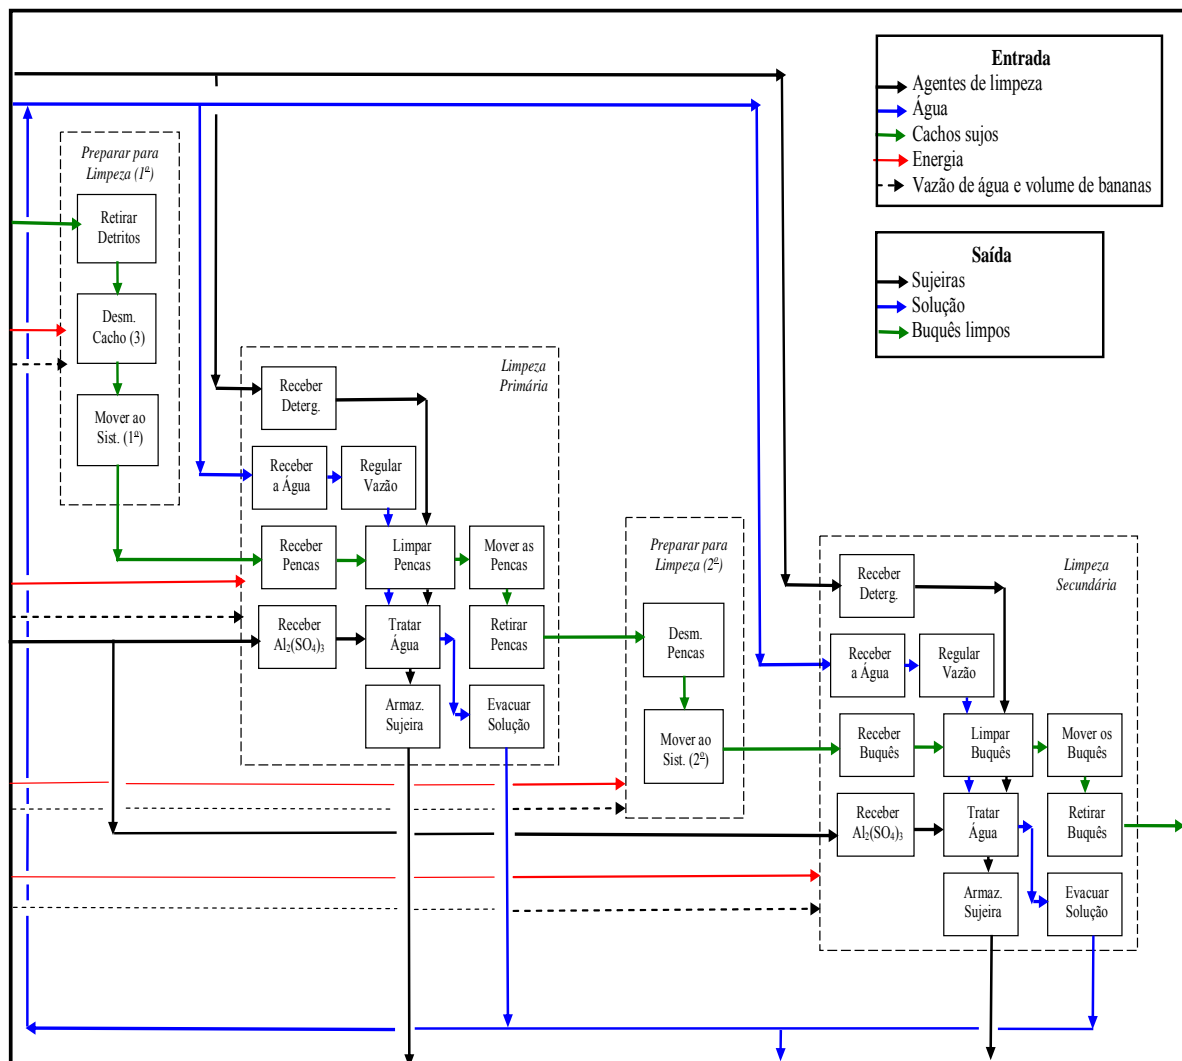 Entrada
Agentes de limpeza
Água
Cachos sujos
Energia
Vazão de água e volume de bananas
Saída
Sujeiras
Solução
Buquês limpos
Preparar para
Limpeza (1º)
Retirar
Detritos
Desm.
Cacho (3)
Mover ao
Sist. (1º)
Limpeza
Primária
Receber
Deterg.
Receber
a Água
Regular
Vazão
Receber
Pencas
Limpar
Pencas
Mover as
Pencas
Receber
Al₂(SO₄)₃
Tratar
Água
Retirar
Pencas
Armaz.
Sujeira
Evacuar
Solução
Preparar para
Limpeza (2º)
Desm.
Pencas
Mover ao
Sist. (2º)
Limpeza
Secundária
Receber
Deterg.
Receber
a Água
Regular
Vazão
Receber
Buquês
Limpar
Buquês
Mover os
Buquês
Receber
Al₂(SO₄)₃
Tratar
Água
Retirar
Buquês
Armaz.
Sujeira
Evacuar
Solução